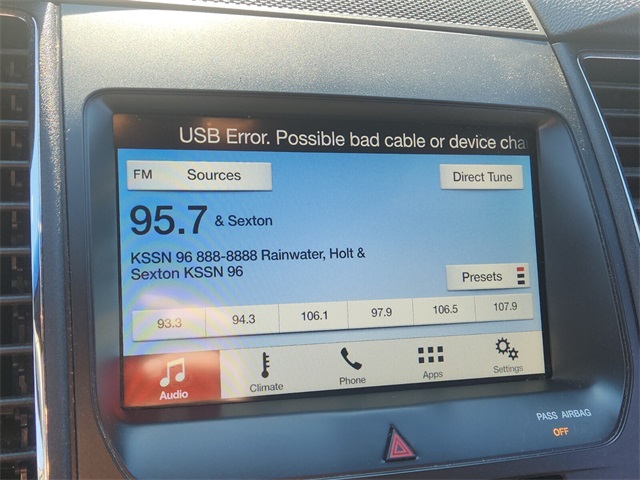 USB Error. Possible bad cable or device cha
FM Sources
Direct Tune
95.7 & Sexton
KSSN 96 888-8888 Rainwater, Holt &
Sexton KSSN 96
Presets
93.3 94.3 106.1 97.9 106.5 107.9
Audio Climate Phone Apps Settings
PASS AIRBAG
OFF